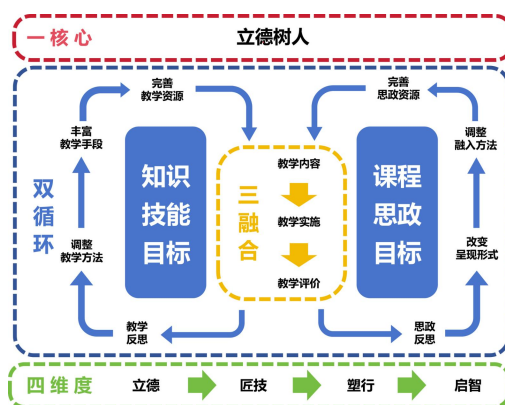 一核心
立德树人
双循环
完善
教学资源
丰富
教学手段
调整
教学方法
教学
反思
知识
技能
目标
三融合
教学内容
教学实施
教学评价
课程
思政
目标
完善
思政资源
调整
融入方法
改变
呈现形式
思政
反思
四维度
立德
匠技
塑行
启智